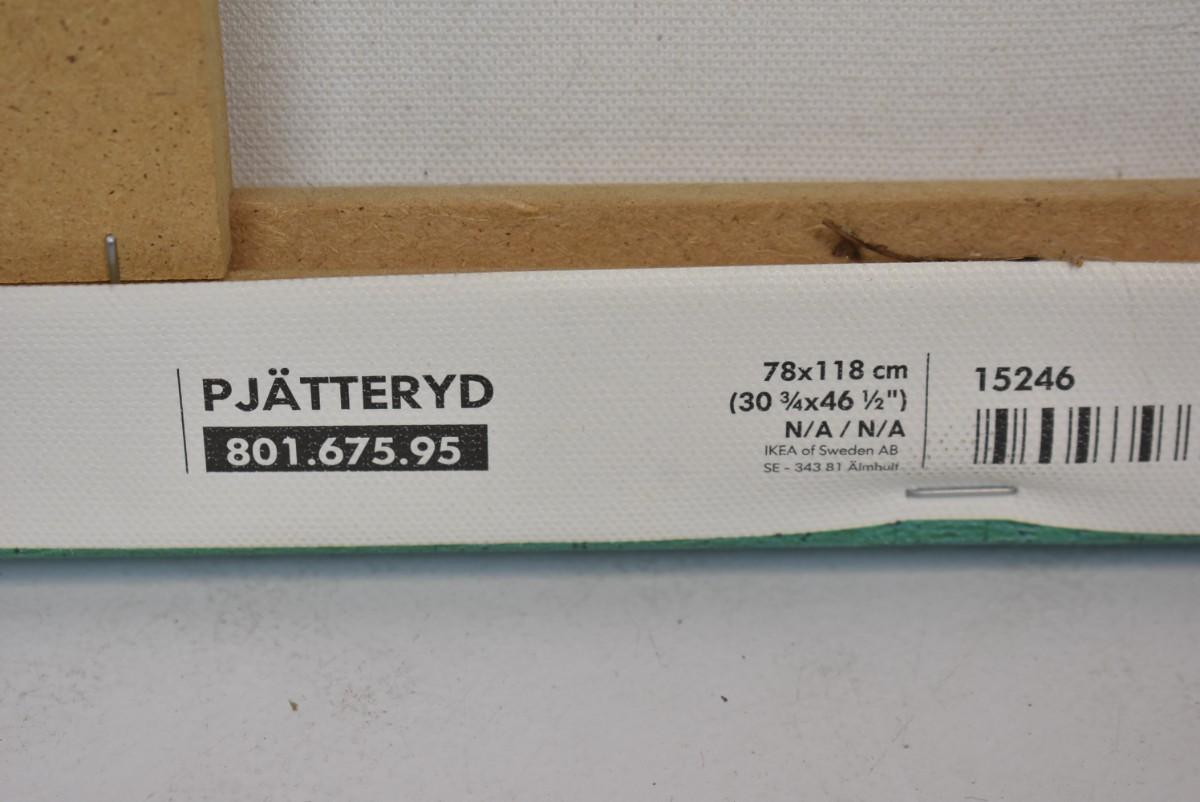 PJÄTTERYD
801.675.95
78x118 cm
(30 ¾x46 ½")
N/A / N/A
IKEA of Sweden AB
SE - 343 81 Älmhult
15246